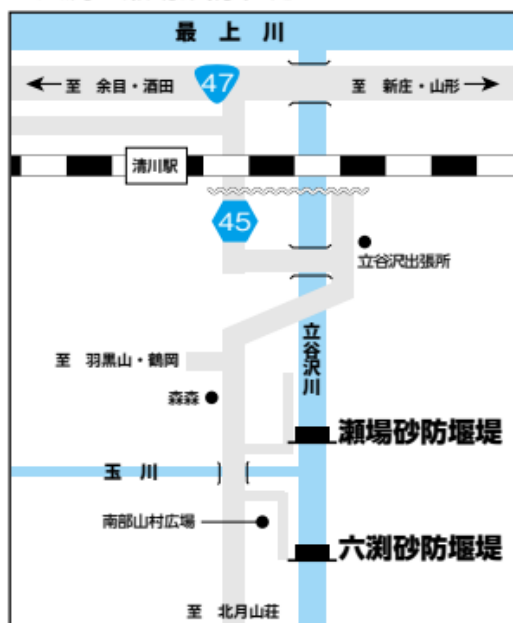 最上川
47
至 余目・酒田
至 新庄・山形
清川駅
45
立谷沢出張所
立谷沢川
至 羽黒山・鶴岡
森森
瀬場砂防堰堤
玉川
南部山村広場
六渕砂防堰堤
至 北月山荘